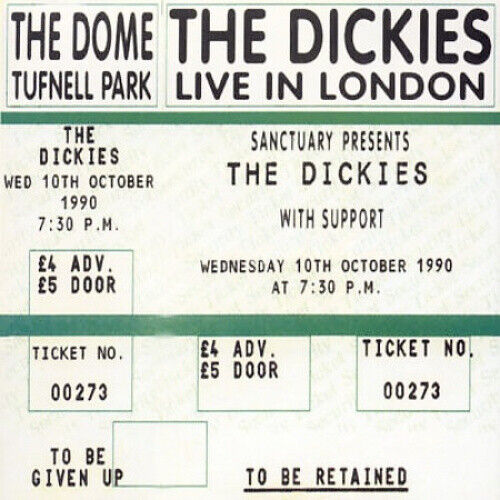 THE DOME
TUFNELL PARK
THE DICKIES
LIVE IN LONDON
THE
DICKIES
WED 10TH OCTOBER
1990
7:30 P.M.
£4 ADV.
£5 DOOR
SANCTUARY PRESENTS
THE DICKIES
WITH SUPPORT
WEDNESDAY 10TH OCTOBER 1990
AT 7:30 P.M.
TICKET NO.
00273
£4 ADV.
£5 DOOR
TICKET NO.
00273
TO BE
GIVEN UP
TO BE RETAINED